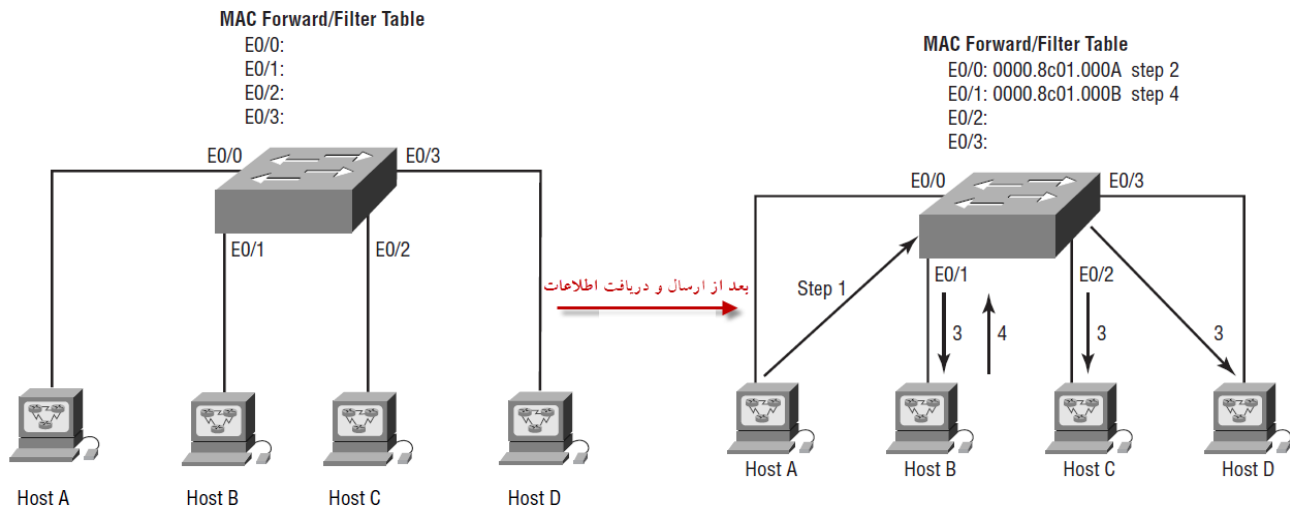 MAC Forward/Filter Table
E0/0:
E0/1:
E0/2:
E0/3:
E0/0
E0/3
E0/1
E0/2
Host A
Host B
Host C
Host D
بعد از ارسال و دریافت اطلاعات
MAC Forward/Filter Table
E0/0: 0000.8c01.000A step 2
E0/1: 0000.8c01.000B step 4
E0/2:
E0/3:
E0/0
E0/3
Step 1
E0/1
E0/2
3
4
3
3
Host A
Host B
Host C
Host D